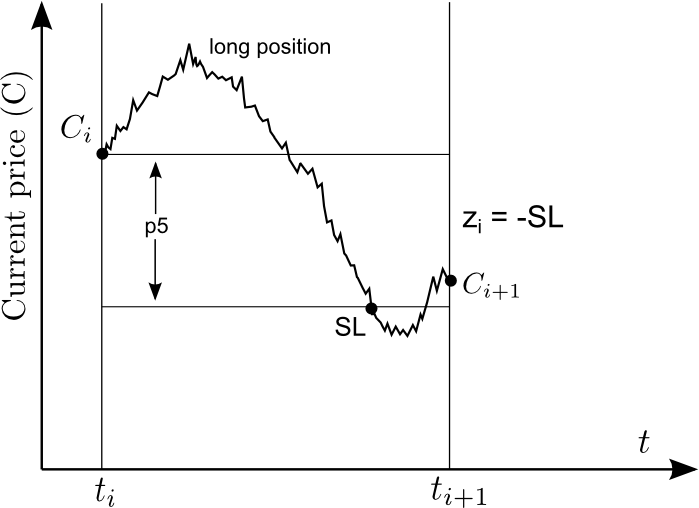 Current price (C)
long position
C_i
p5
z_i = -SL
C_{i+1}
SL
t
t_i
t_{i+1}